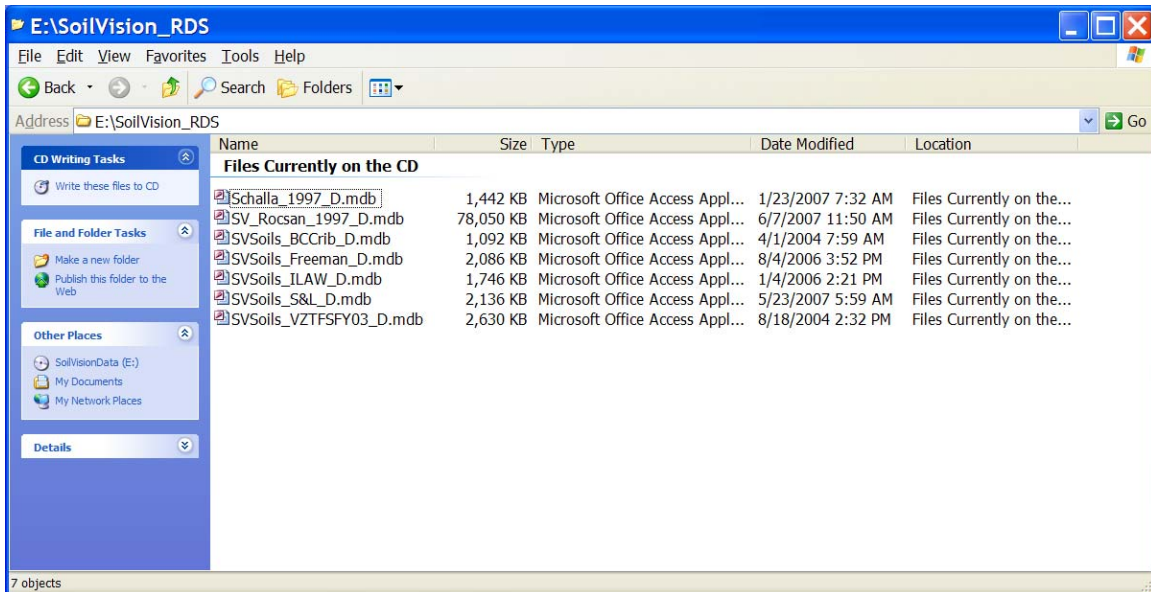 E:\SoilVision_RDS
File Edit View Favorites Tools Help
Back Search Folders
Address E:\SoilVision_RDS Go
CD Writing Tasks
Write these files to CD
File and Folder Tasks
Make a new folder
Publish this folder to the
Web
Other Places
SoilVisionData (E:)
My Documents
My Network Places
Details
Name Size Type Date Modified Location
Files Currently on the CD
Schalla_1997_D.mdb 1,442 KB Microsoft Office Access Appl... 1/23/2007 7:32 AM Files Currently on the...
SV_Rocsan_1997_D.mdb 78,050 KB Microsoft Office Access Appl... 6/7/2007 11:50 AM Files Currently on the...
SVSoils_BCCrib_D.mdb 1,092 KB Microsoft Office Access Appl... 4/1/2004 7:59 AM Files Currently on the...
SVSoils_Freeman_D.mdb 2,086 KB Microsoft Office Access Appl... 8/4/2006 3:52 PM Files Currently on the...
SVSoils_ILAW_D.mdb 1,746 KB Microsoft Office Access Appl... 1/4/2006 2:21 PM Files Currently on the...
SVSoils_S&L_D.mdb 2,136 KB Microsoft Office Access Appl... 5/23/2007 5:59 AM Files Currently on the...
SVSoils_VZTFSFY03_D.mdb 2,630 KB Microsoft Office Access Appl... 8/18/2004 2:32 PM Files Currently on the...
7 objects